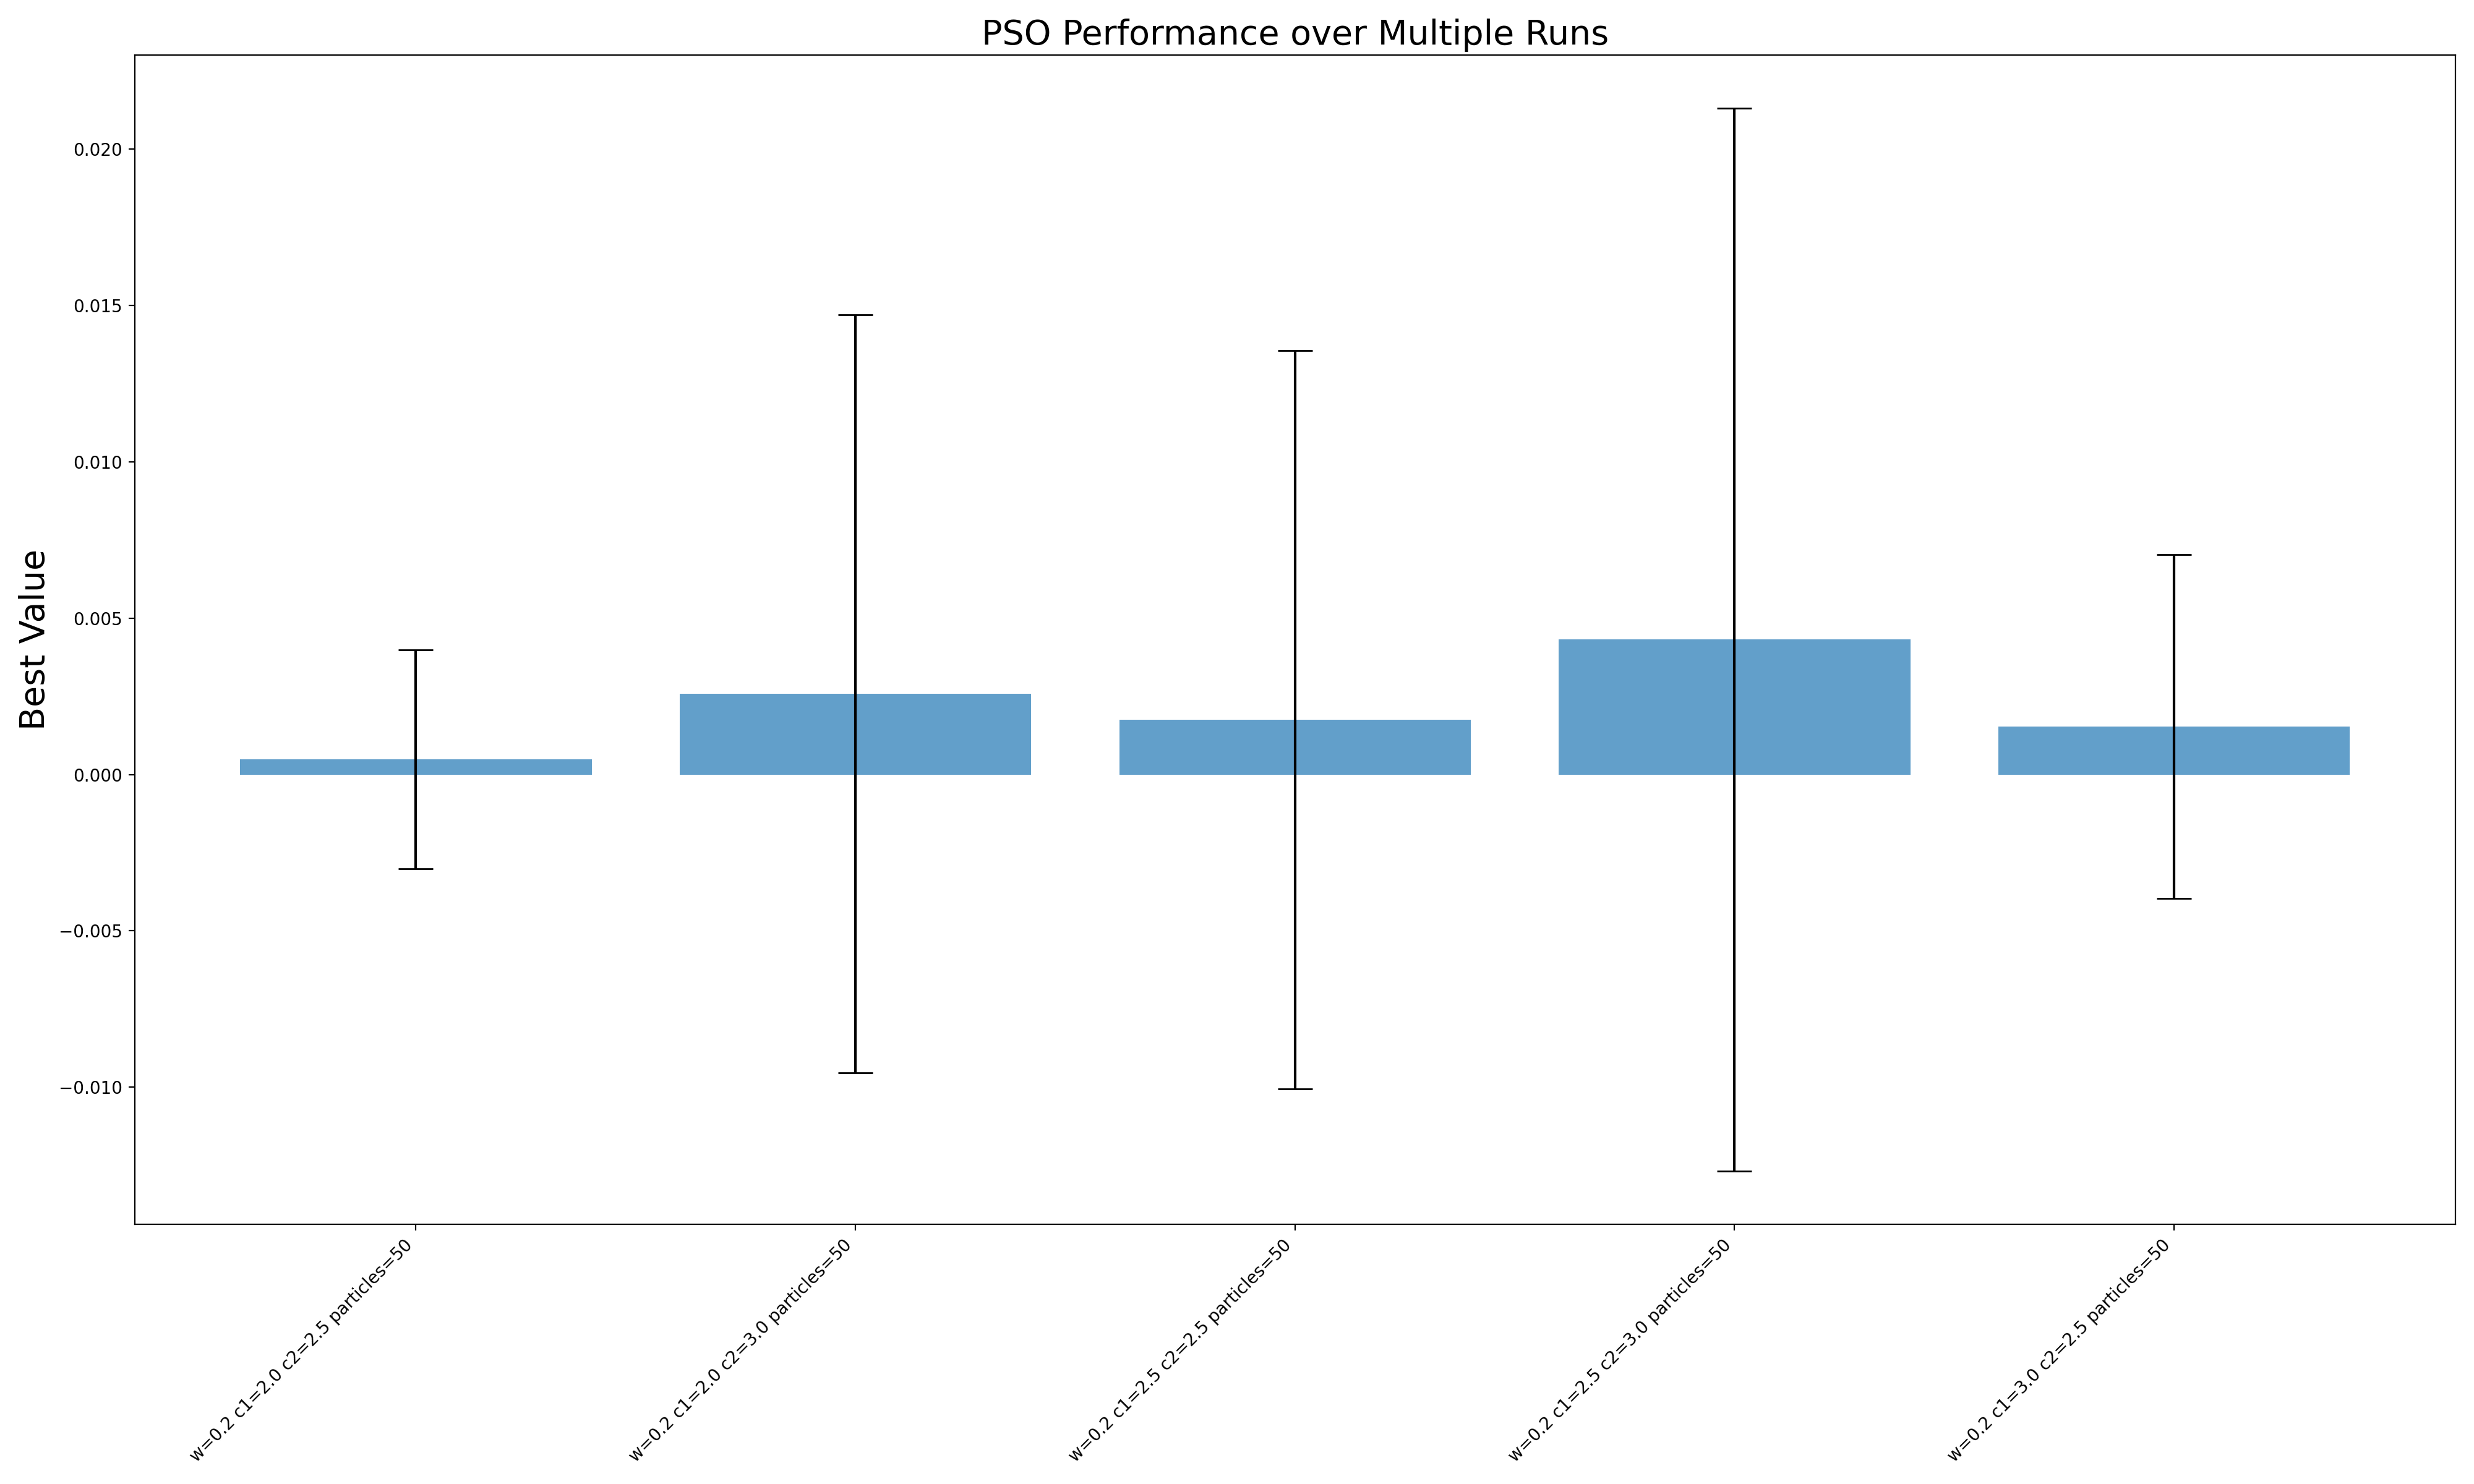 PSO Performance over Multiple Runs
Best Value
0.020
0.015
0.010
0.005
0.000
−0.005
−0.010
w=0.2 c1=2.0 c2=2.5 particles=50
w=0.2 c1=2.0 c2=3.0 particles=50
w=0.2 c1=2.5 c2=2.5 particles=50
w=0.2 c1=2.5 c2=3.0 particles=50
w=0.2 c1=3.0 c2=2.5 particles=50